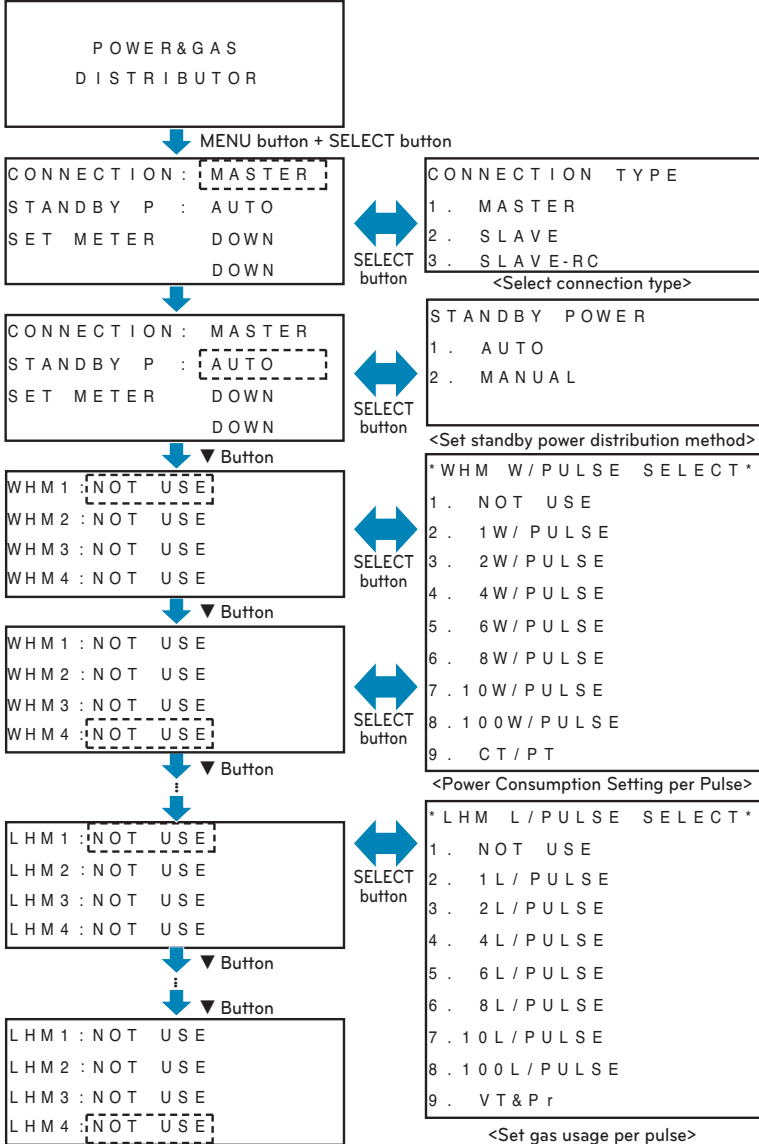 POWER&GAS
DISTRIBUTOR
MENU button + SELECT button
CONNECTION: MASTER
STANDBY P : AUTO
SET METER DOWN
DOWN
SELECT
button
CONNECTION TYPE
1. MASTER
2. SLAVE
3. SLAVE-RC
<Select connection type>
CONNECTION: MASTER
STANDBY P : AUTO
SET METER DOWN
DOWN
SELECT
button
STANDBY POWER
1. AUTO
2. MANUAL
<Set standby power distribution method>
▼ Button
WHM1:NOT USE
WHM2:NOT USE
WHM3:NOT USE
WHM4:NOT USE
SELECT
button
▼ Button
WHM1:NOT USE
WHM2:NOT USE
WHM3:NOT USE
WHM4:NOT USE
SELECT
button
*WHM W/PULSE SELECT*
1. NOT USE
2. 1W/ PULSE
3. 2W/PULSE
4. 4W/PULSE
5. 6W/PULSE
6. 8W/PULSE
7.10W/PULSE
8.100W/PULSE
9. CT/PT
<Power Consumption Setting per Pulse>
▼ Button
LHM1:NOT USE
LHM2:NOT USE
LHM3:NOT USE
LHM4:NOT USE
SELECT
button
*LHM L/PULSE SELECT*
1. NOT USE
2. 1L/ PULSE
3. 2L/PULSE
4. 4L/PULSE
5. 6L/PULSE
6. 8L/PULSE
7.10L/PULSE
8.100L/PULSE
9. VT&Pr
<Set gas usage per pulse>
▼ Button
▼ Button
LHM1:NOT USE
LHM2:NOT USE
LHM3:NOT USE
LHM4:NOT USE